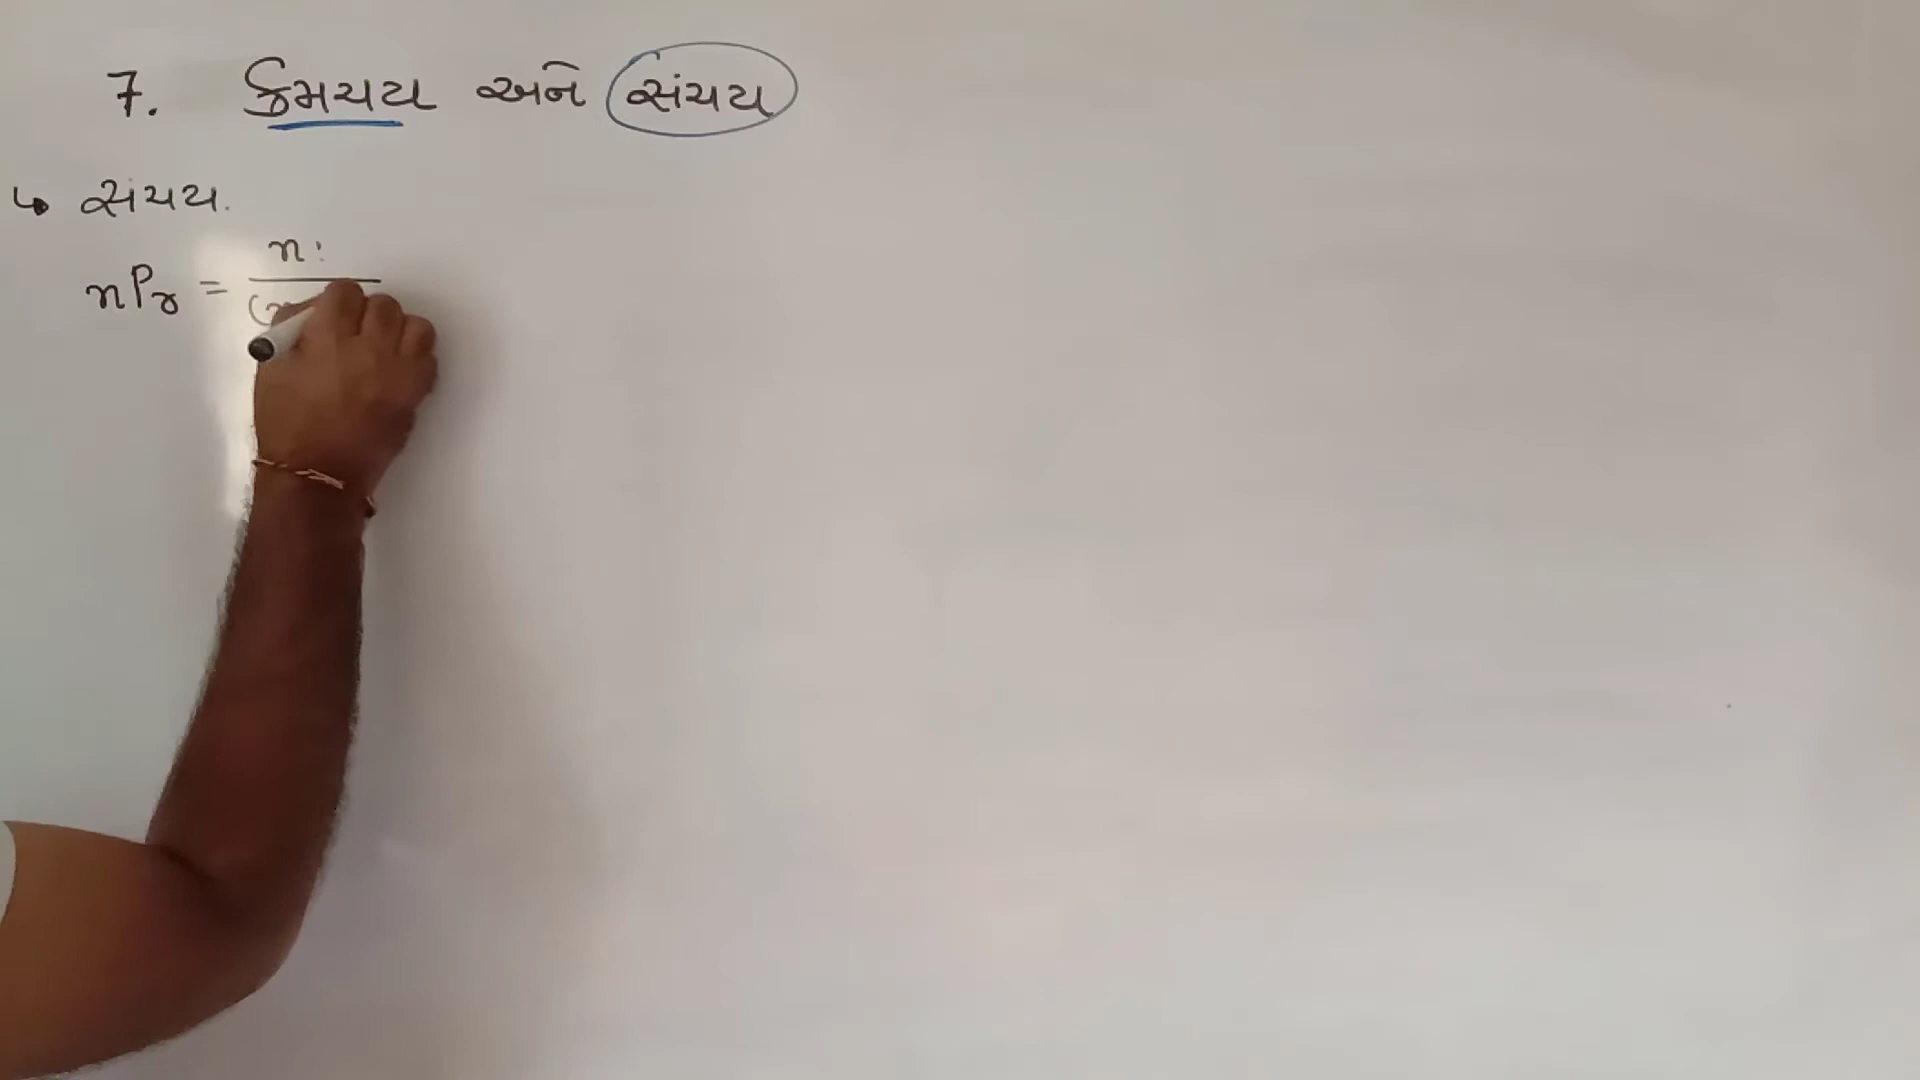 7. ક્રમચય અને સંચય
↳ સંચય.
nPr = n! / (n